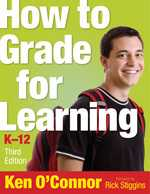 How to
Grade
for
Learning
K–12
Third
Edition
Ken O'Connor
Foreword by
Rick Stiggins